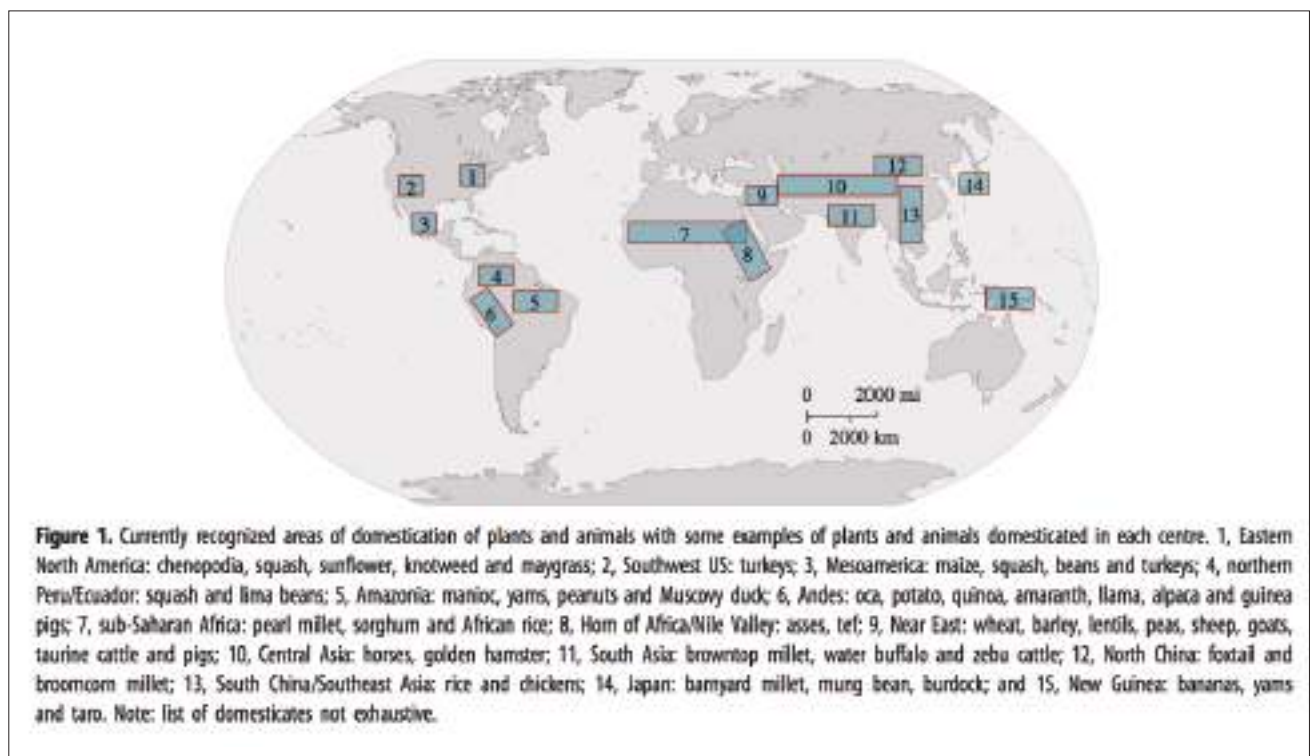 1
2
3
4
5
6
7
8
9
10
11
12
13
14
15
0 2000 mi
0 2000 km
Figure 1. Currently recognized areas of domestication of plants and animals with some examples of plants and animals domesticated in each centre. 1, Eastern
North America: chenopodia, squash, sunflower, knotweed and maygrass; 2, Southwest US: turkeys; 3, Mesoamerica: maize, squash, beans and turkeys; 4, northern
Peru/Ecuador: squash and lima beans; 5, Amazonia: manioc, yams, peanuts and Muscovy duck; 6, Andes: oca, potato, quinoa, amaranth, llama, alpaca and guinea
pigs; 7, sub-Saharan Africa: pearl millet, sorghum and African rice; 8, Horn of Africa/Nile Valley: asses, tef; 9, Near East: wheat, barley, lentils, peas, sheep, goats,
taurine cattle and pigs; 10, Central Asia: horses, golden hamster; 11, South Asia: browntop millet, water buffalo and zebu cattle; 12, North China: foxtail and
broomcorn millet; 13, South China/Southeast Asia: rice and chickens; 14, Japan: barnyard millet, mung bean, burdock; and 15, New Guinea: bananas, yams
and taro. Note: list of domesticates not exhaustive.